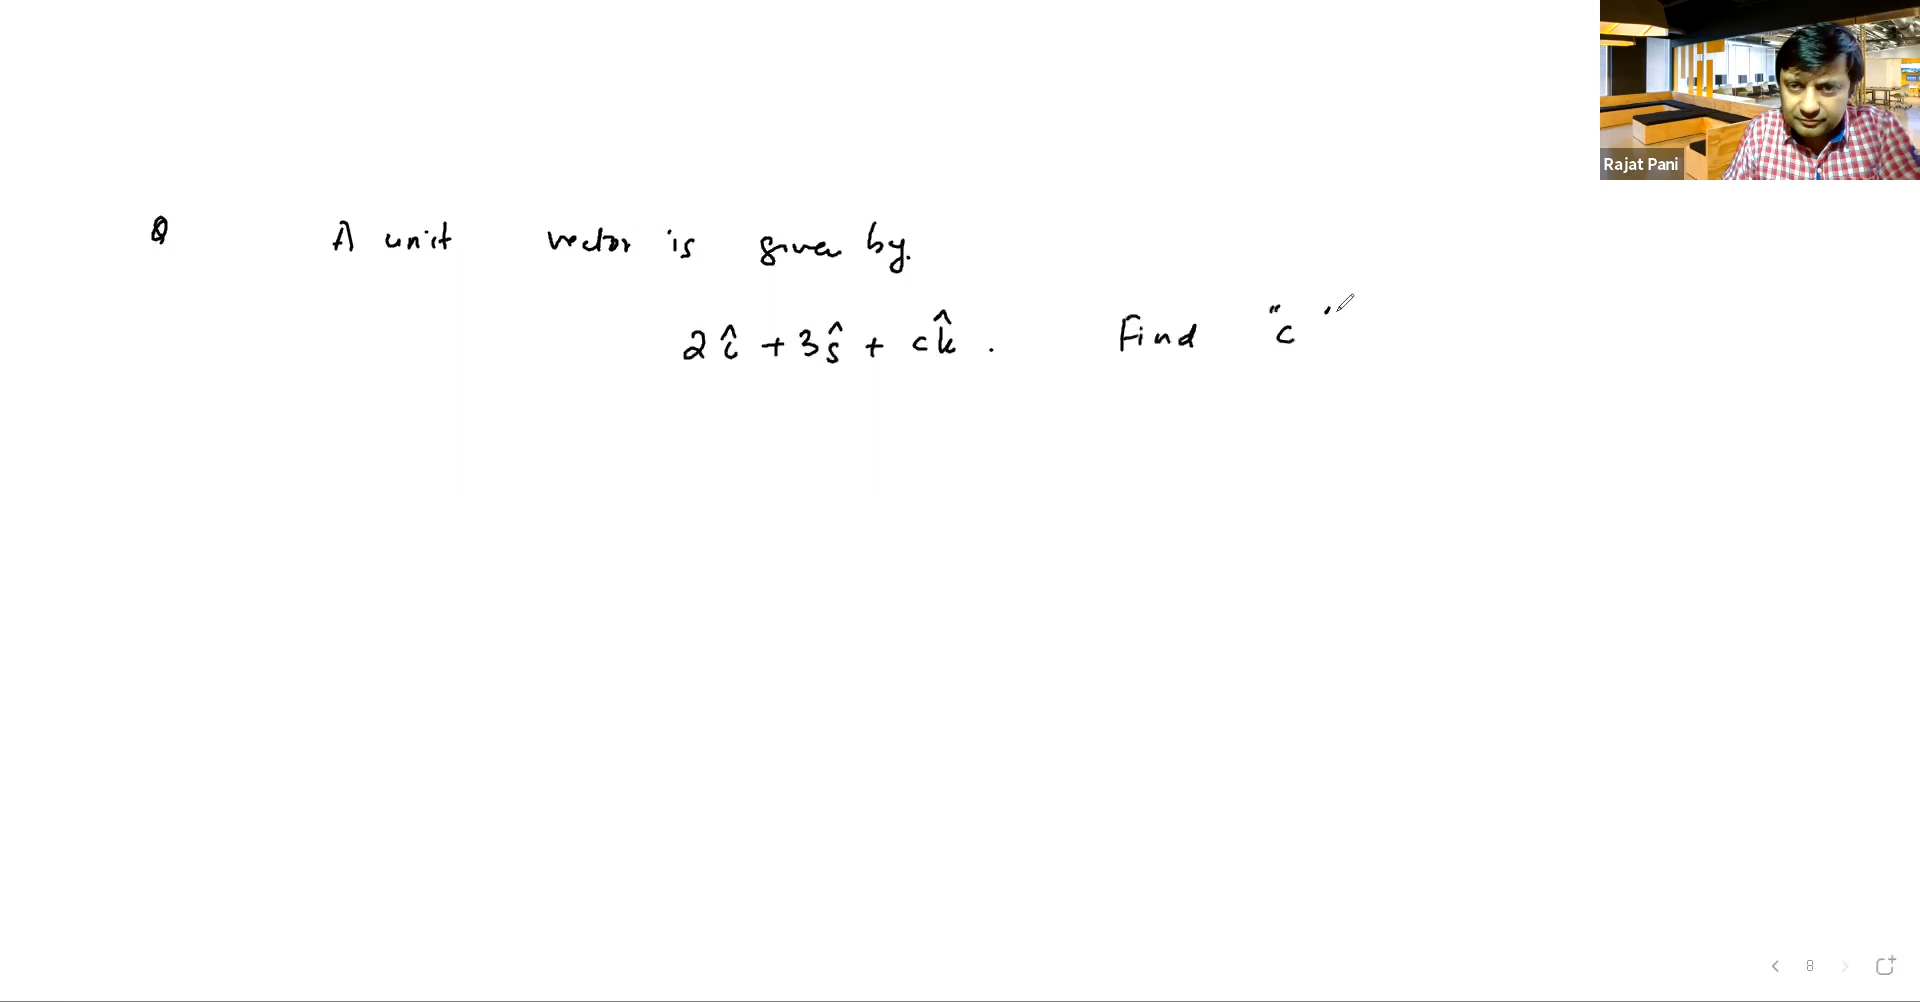 Rajat Pani
Q A unit vector is given by.
2î + 3ĵ + ck̂ . Find "c"
8